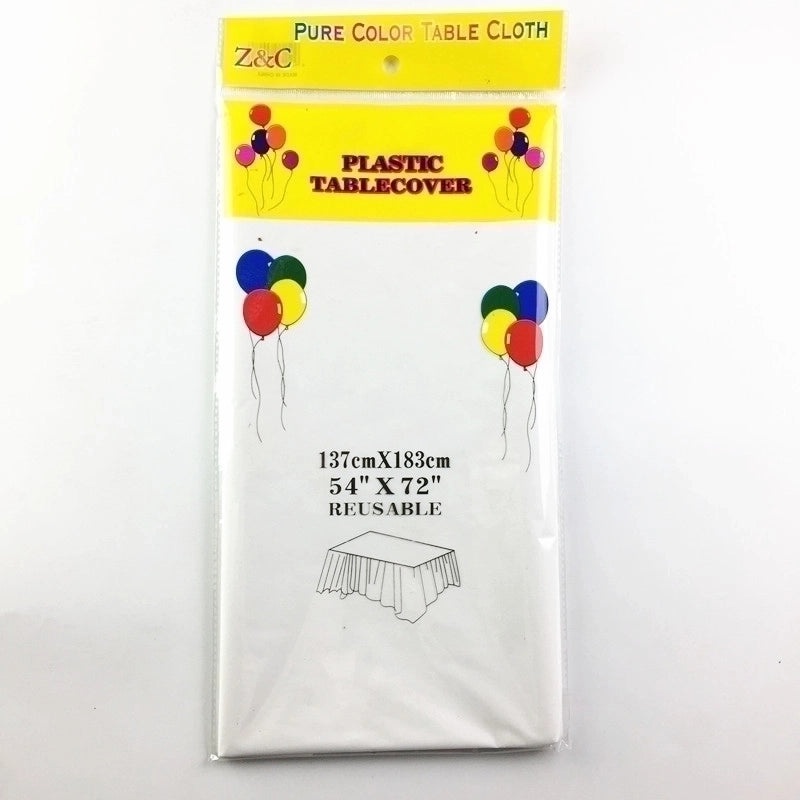 PURE COLOR TABLE CLOTH
Z&C
PLASTIC
TABLECOVER
137cmX183cm
54" X 72"
REUSABLE